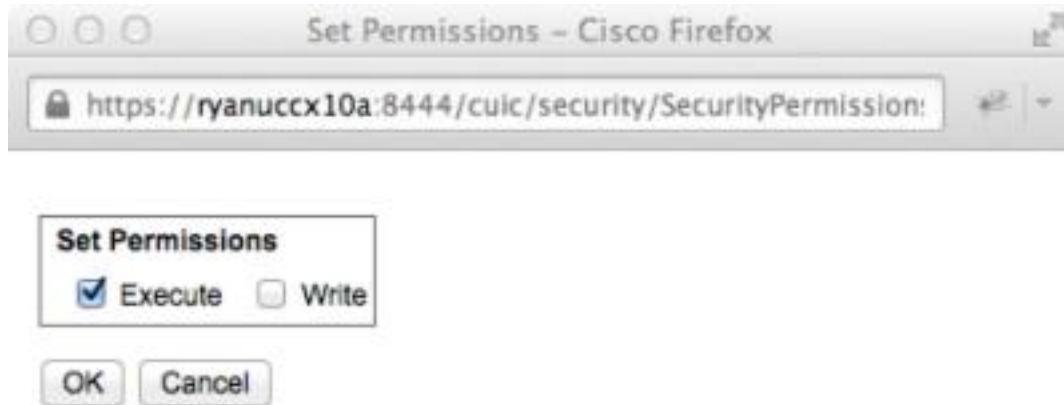 Set Permissions – Cisco Firefox
https://ryanuccx10a:8444/cuic/security/SecurityPermission:
Set Permissions
Execute Write
OK Cancel